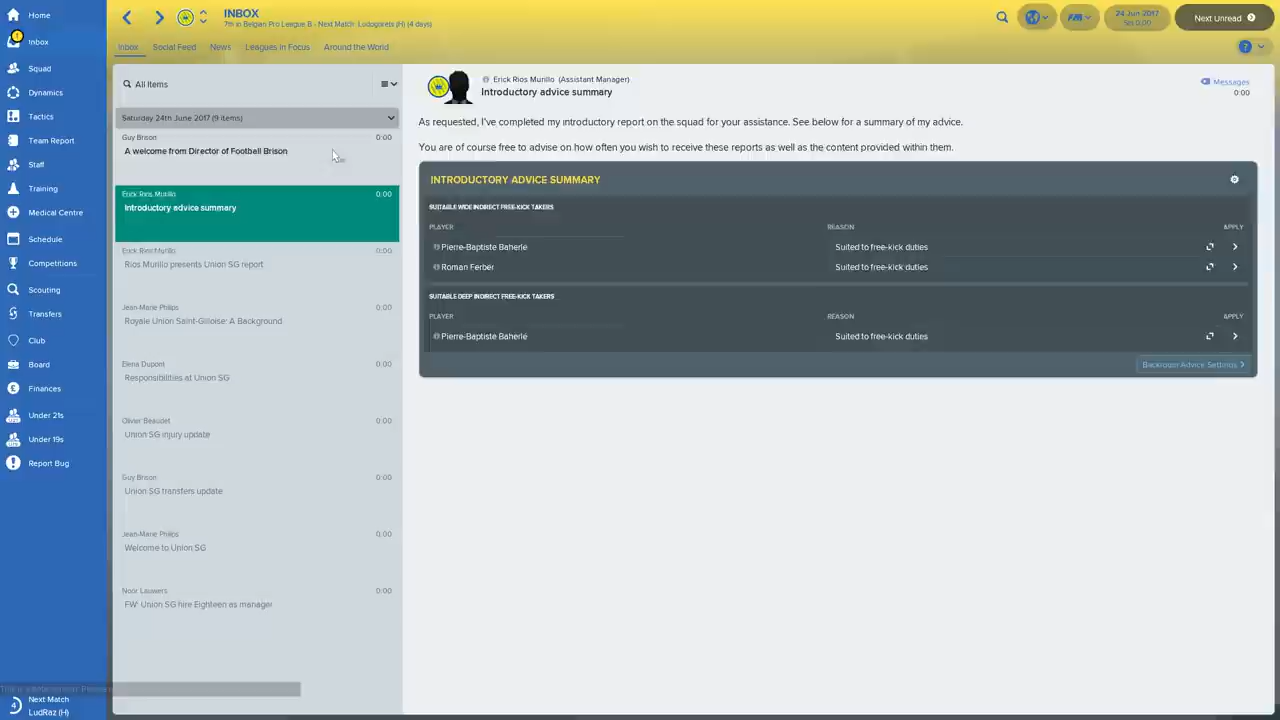 Home
1
Inbox
Squad
Dynamics
Tactics
Team Report
Staff
Training
Medical Centre
Schedule
Competitions
Scouting
Transfers
Club
Board
Finances
Under 21s
Under 19s
Report Bug
4
Next Match
LudRaz (H)
INBOX
7th in Belgian Pro League B - Next Match: Ludogorets (H) (4 days)
FM
24 Jun 2017
Sat 0:00
Next Unread
Inbox Social Feed News Leagues in Focus Around the World
?
All Items
Saturday 24th June 2017 (9 items)
Guy Brison 0:00
A welcome from Director of Football Brison
Erick Rios Murillo 0:00
Introductory advice summary
Erick Rios Murillo 0:00
Rios Murillo presents Union SG report
Jean-Marie Philips 0:00
Royale Union Saint-Gilloise: A Background
Elena Dupont 0:00
Responsibilities at Union SG
Olivier Beaudet 0:00
Union SG injury update
Guy Brison 0:00
Union SG transfers update
Jean-Marie Philips 0:00
Welcome to Union SG
Noor Lauwers 0:00
FW: Union SG hire Eighteen as manager
Erick Rios Murillo (Assistant Manager)
Introductory advice summary
Messages
0:00
As requested, I've completed my introductory report on the squad for your assistance. See below for a summary of my advice.
You are of course free to advise on how often you wish to receive these reports as well as the content provided within them.
INTRODUCTORY ADVICE SUMMARY
SUITABLE WIDE INDIRECT FREE-KICK TAKERS
PLAYER REASON APPLY
Pierre-Baptiste Baherlé Suited to free-kick duties
Roman Ferber Suited to free-kick duties
SUITABLE DEEP INDIRECT FREE-KICK TAKERS
PLAYER REASON APPLY
Pierre-Baptiste Baherlé Suited to free-kick duties
Backroom Advice Settings